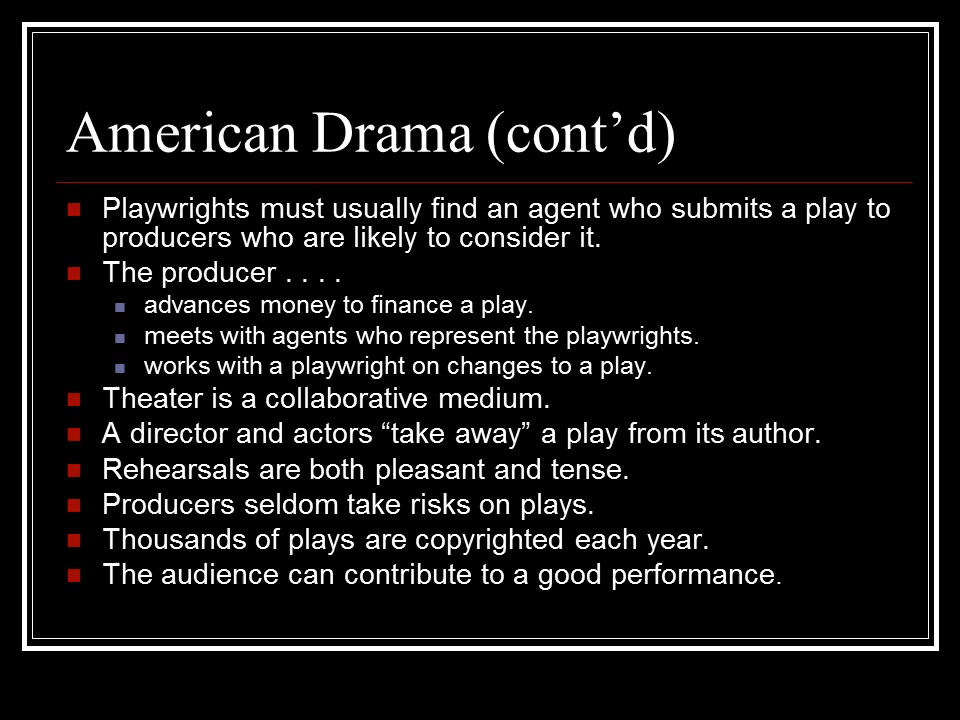 American Drama (cont’d)
Playwrights must usually find an agent who submits a play to
producers who are likely to consider it.
The producer . . . .
advances money to finance a play.
meets with agents who represent the playwrights.
works with a playwright on changes to a play.
Theater is a collaborative medium.
A director and actors “take away” a play from its author.
Rehearsals are both pleasant and tense.
Producers seldom take risks on plays.
Thousands of plays are copyrighted each year.
The audience can contribute to a good performance.